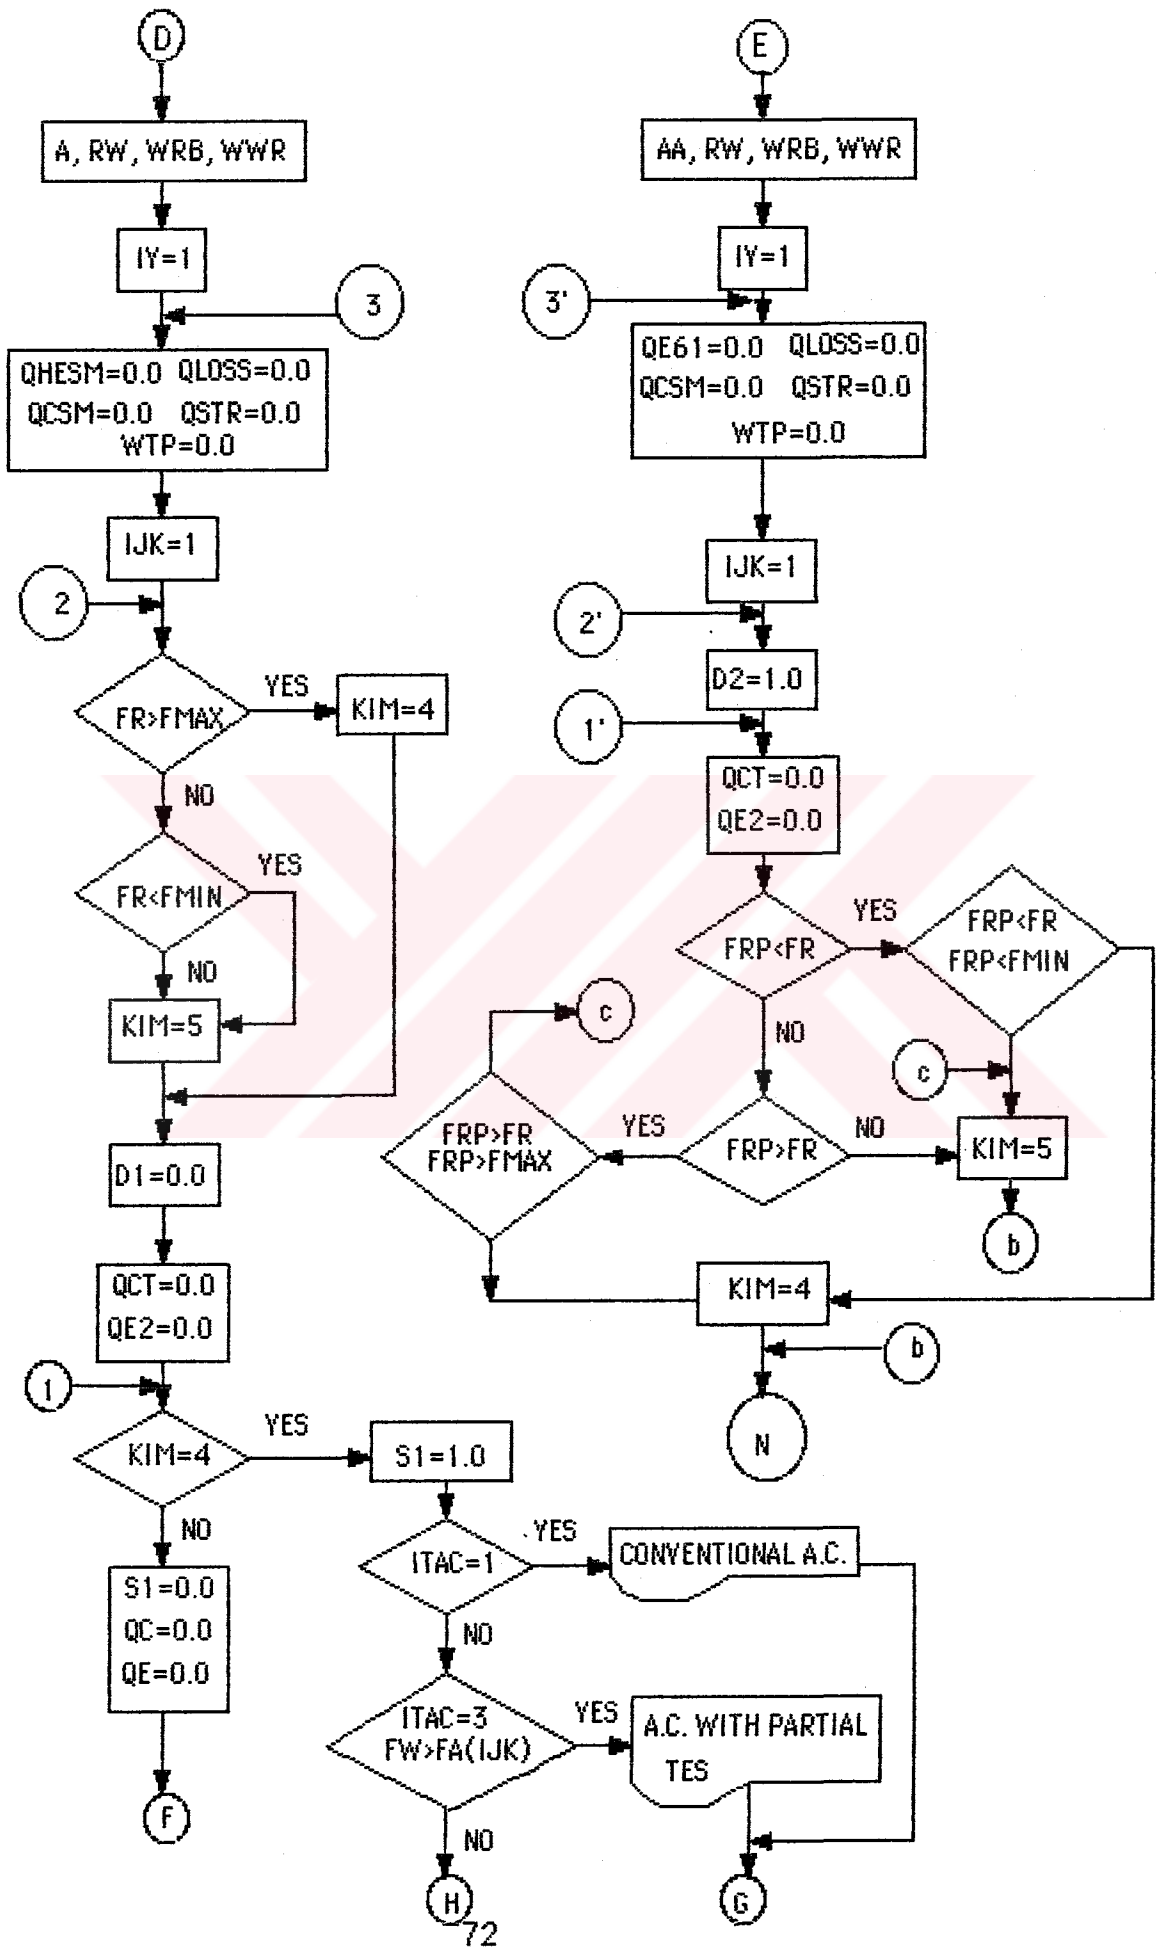 D
A, RW, WRB, WWR
IY=1
3
QHESM=0.0 QLOSS=0.0
QCSM=0.0 QSTR=0.0
WTP=0.0
IJK=1
2
FR>FMAX
YES
KIM=4
NO
FR<FMIN
YES
NO
KIM=5
D1=0.0
QCT=0.0
QE2=0.0
1
KIM=4
YES
S1=1.0
NO
S1=0.0
QC=0.0
QE=0.0
F
ITAC=1
YES
CONVENTIONAL A.C.
NO
ITAC=3
FW>FA(IJK)
YES
A.C. WITH PARTIAL
TES
NO
H
G
E
AA, RW, WRB, WWR
IY=1
3'
QE61=0.0 QLOSS=0.0
QCSM=0.0 QSTR=0.0
WTP=0.0
IJK=1
2'
D2=1.0
1'
QCT=0.0
QE2=0.0
FRP<FR
YES
FRP<FR
FRP<FMIN
NO
c
c
FRP>FR
FRP>FMAX
YES
FRP>FR
NO
KIM=5
b
KIM=4
b
N
72